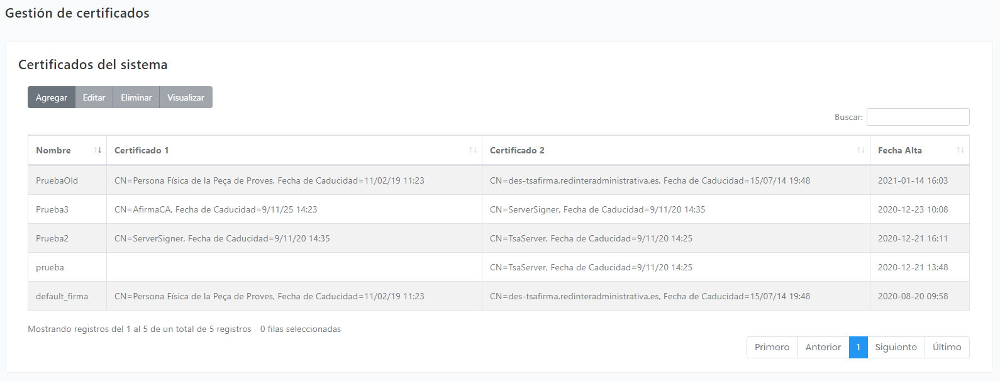 Gestión de certificados
Certificados del sistema
Agregar Editar Eliminar Visualizar
Buscar:
Nombre Certificado 1 Certificado 2 Fecha Alta
PruebaOld CN=Persona Física de la Peça de Proves, Fecha de Caducidad=11/02/19 11:23 CN=des-tsafirma.redinteradministrativa.es, Fecha de Caducidad=15/07/14 19:48 2021-01-14 16:03
Prueba3 CN=AfirmaCA, Fecha de Caducidad=9/11/25 14:23 CN=ServerSigner, Fecha de Caducidad=9/11/20 14:35 2020-12-23 10:08
Prueba2 CN=ServerSigner, Fecha de Caducidad=9/11/20 14:35 CN=TsaServer, Fecha de Caducidad=9/11/20 14:25 2020-12-21 16:11
prueba CN=TsaServer, Fecha de Caducidad=9/11/20 14:25 2020-12-21 13:48
default_firma CN=Persona Física de la Peça de Proves, Fecha de Caducidad=11/02/19 11:23 CN=des-tsafirma.redinteradministrativa.es, Fecha de Caducidad=15/07/14 19:48 2020-08-20 09:58
Mostrando registros del 1 al 5 de un total de 5 registros 0 filas seleccionadas
Primero Anterior 1 Siguiente Último